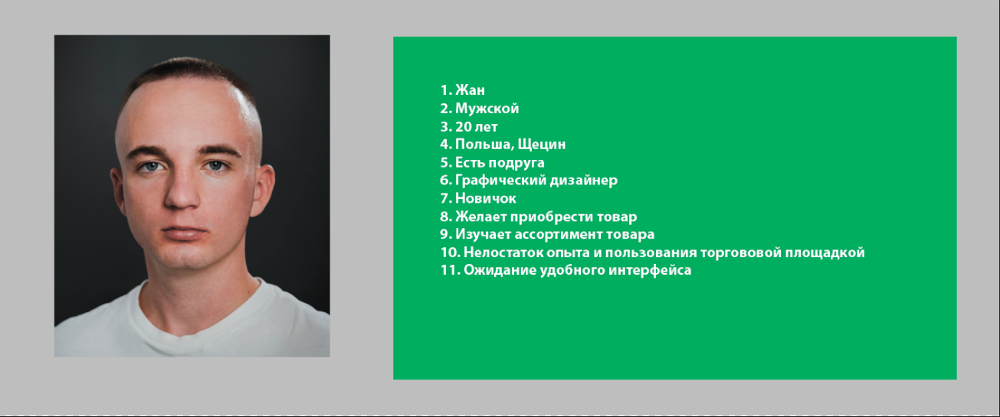 1. Жан
2. Мужской
3. 20 лет
4. Польша, Щецин
5. Есть подруга
6. Графический дизайнер
7. Новичок
8. Желает приобрести товар
9. Изучает ассортимент товара
10. Нелостаток опыта и пользования торгововой площадкой
11. Ожидание удобного интерфейса